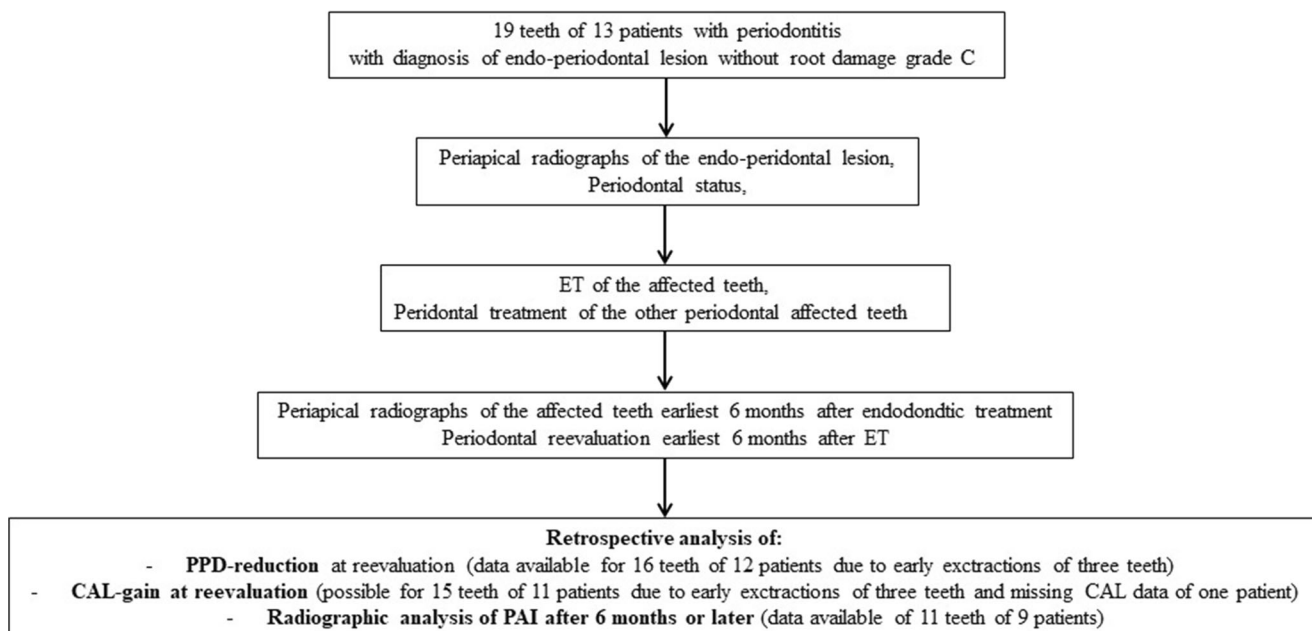 19 teeth of 13 patients with periodontitis
with diagnosis of endo-periodontal lesion without root damage grade C
Periapical radiographs of the endo-peridontal lesion,
Periodontal status,
ET of the affected teeth,
Peridontal treatment of the other periodontal affected teeth
Periapical radiographs of the affected teeth earliest 6 months after endodondtic treatment
Periodontal reevaluation earliest 6 months after ET
Retrospective analysis of:
- PPD-reduction at reevaluation (data available for 16 teeth of 12 patients due to early exctractions of three teeth)
- CAL-gain at reevaluation (possible for 15 teeth of 11 patients due to early exctractions of three teeth and missing CAL data of one patient)
- Radiographic analysis of PAI after 6 months or later (data available of 11 teeth of 9 patients)